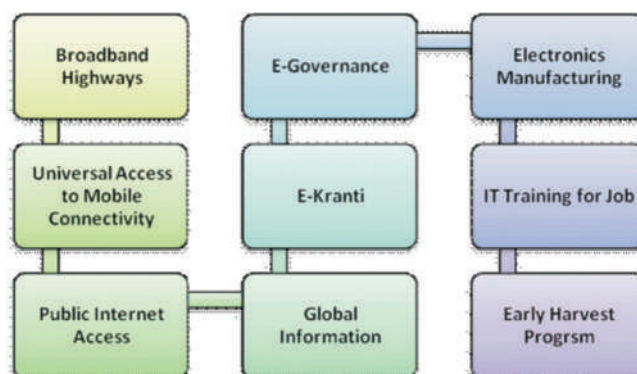 Broadband
Highways
Universal Access
to Mobile
Connectivity
Public Internet
Access
Global
Information
E-Kranti
E-Governance
Electronics
Manufacturing
IT Training for Job
Early Harvest
Progrsm